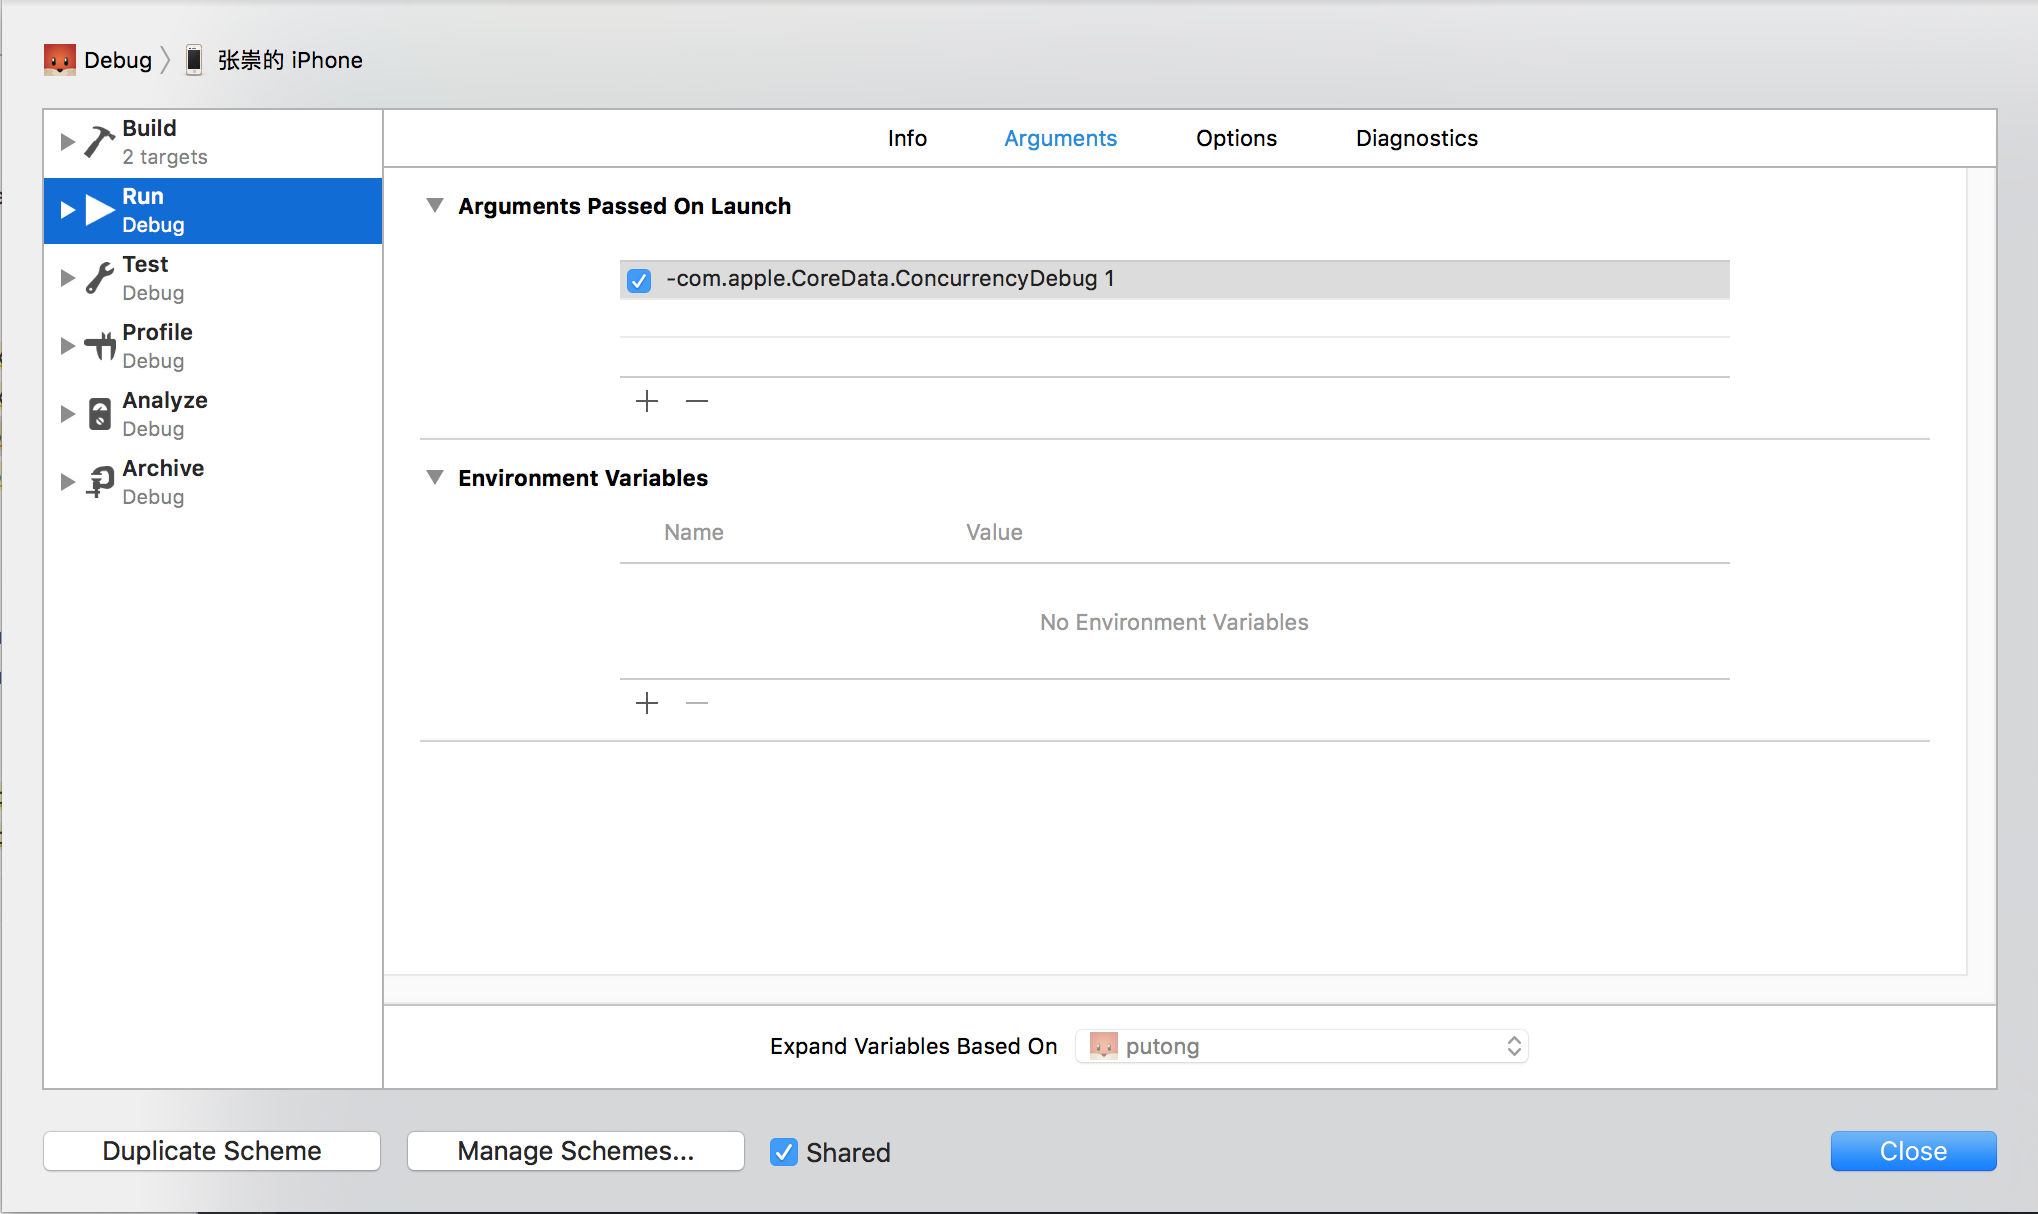 Debug 张崇的 iPhone
Build
2 targets
Run
Debug
Test
Debug
Profile
Debug
Analyze
Debug
Archive
Debug
Info Arguments Options Diagnostics
Arguments Passed On Launch
-com.apple.CoreData.ConcurrencyDebug 1
Environment Variables
Name Value
No Environment Variables
Expand Variables Based On putong
Duplicate Scheme Manage Schemes... Shared Close